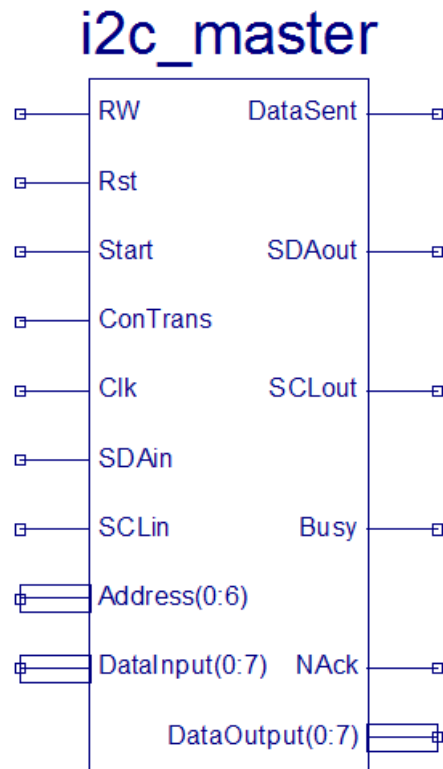 i2c_master
RW DataSent
Rst
Start SDAout
ConTrans
Clk SCLout
SDAin
SCLin Busy
Address(0:6)
DataInput(0:7) NAck
DataOutput(0:7)